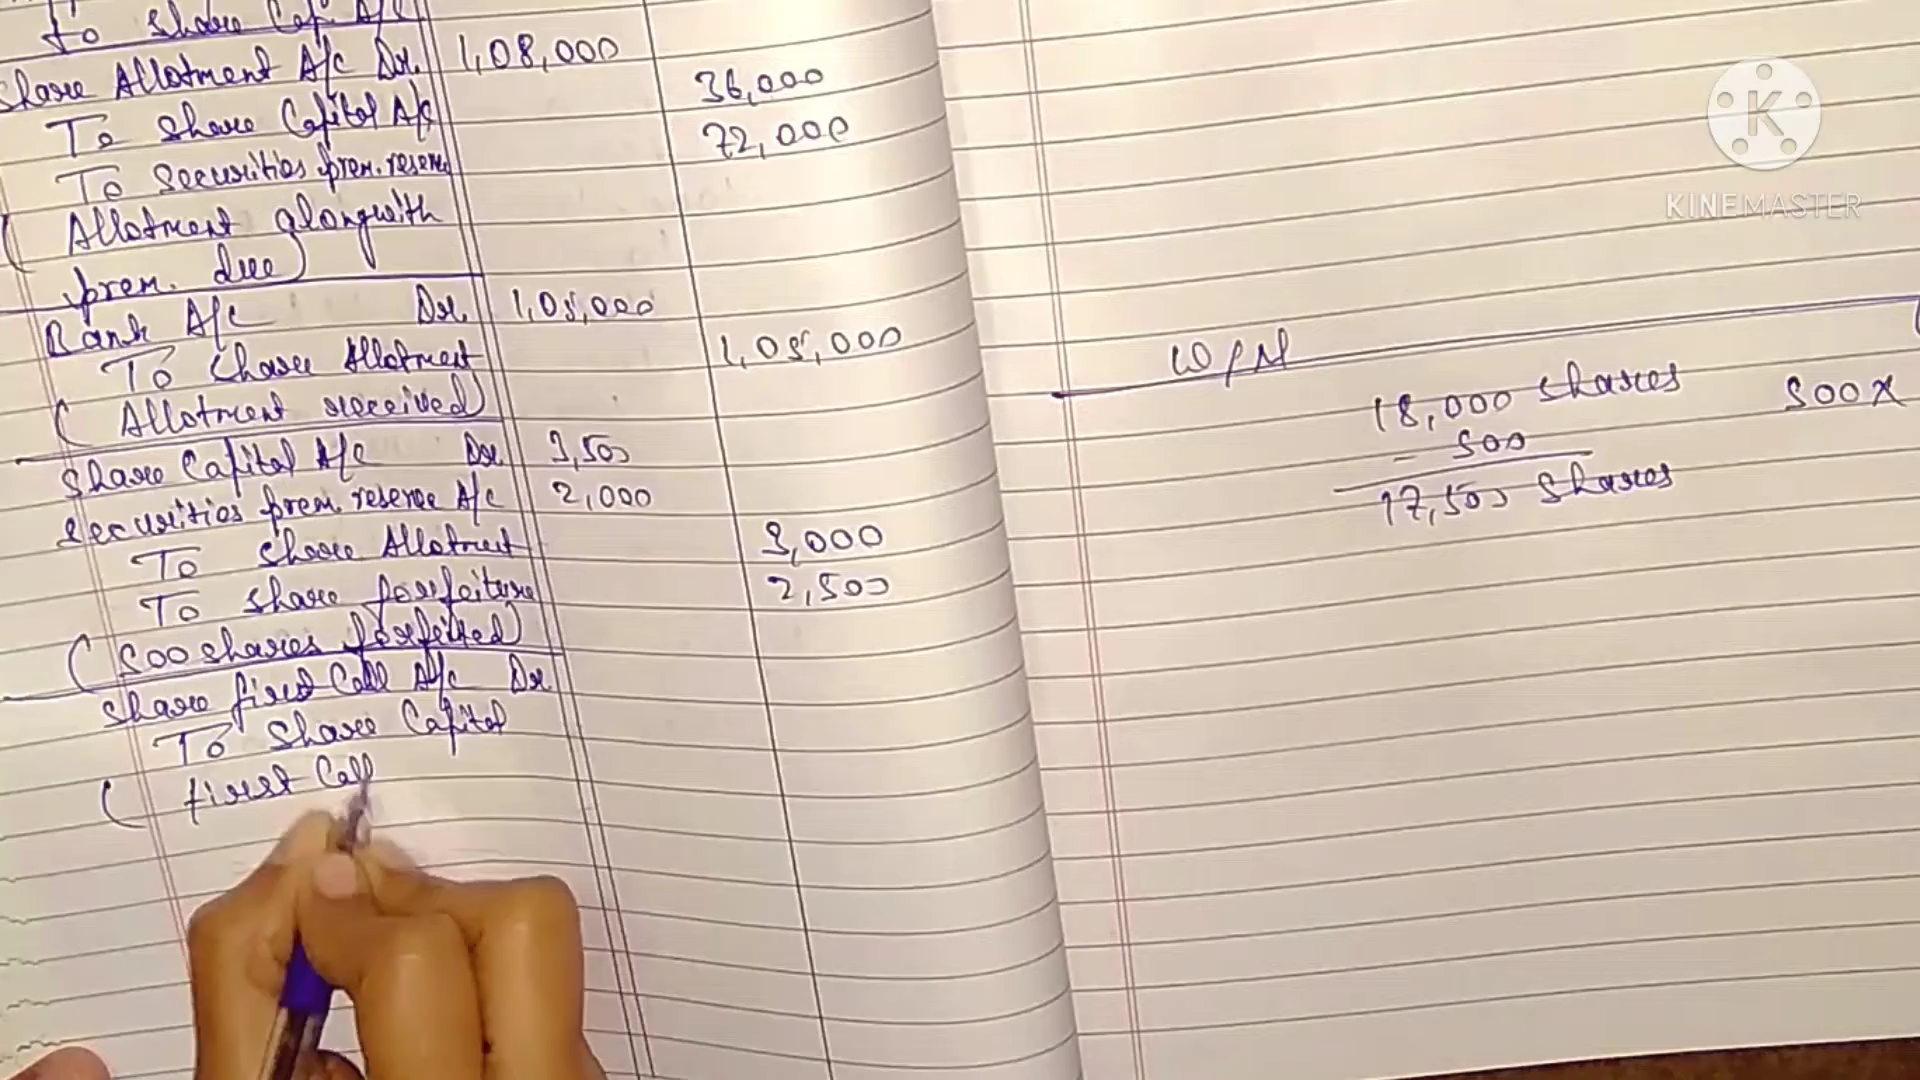 To Share Cap. A/c
Share Allotment A/c Dr. 1,08,000
To Share Capital A/c 36,000
To Securities prem. reserve 72,000
( Allotment alongwith
prem. due)
Bank A/c Dr. 1,05,000
To Share Allotment 1,05,000
( Allotment received)
Share Capital A/c Dr 3,500
Securities prem. reserve A/c 2,000
To Share Allotment 3,000
To Share forfeiture 2,500
( 500 shares forfeited)
Share first Call A/c Dr
To Share Capital
( first Call
W/N
18,000 shares
- 500
17,500 Shares
500 x
K
KINEMASTER